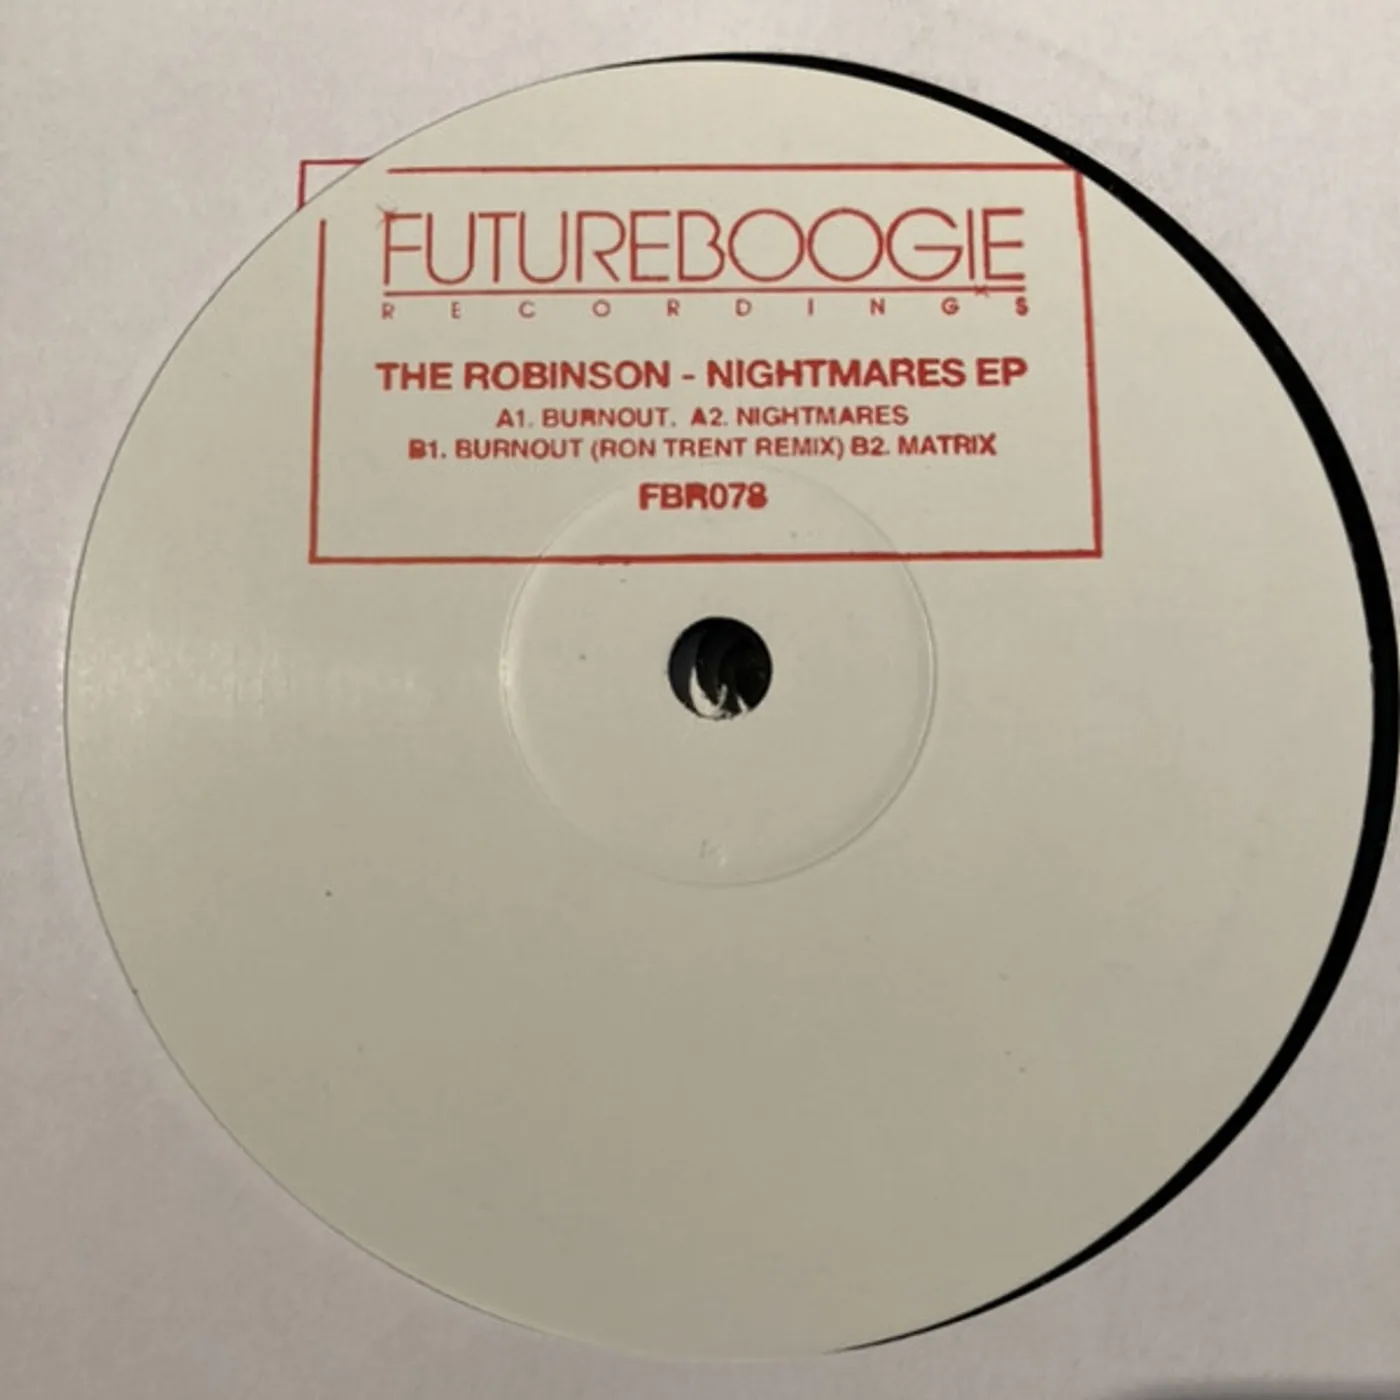 FUTUREBOOGIE
RECORDINGS
THE ROBINSON - NIGHTMARES EP
A1. BURNOUT. A2. NIGHTMARES
B1. BURNOUT (RON TRENT REMIX) B2. MATRIX
FBR078